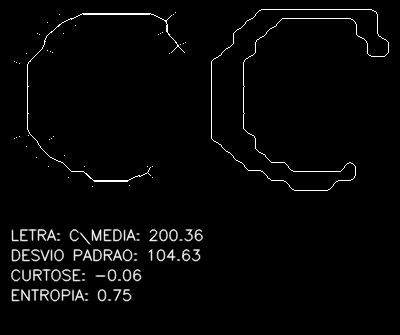 C C
LETRA: C\MEDIA: 200.36
DESVIO PADRAO: 104.63
CURTOSE: -0.06
ENTROPIA: 0.75